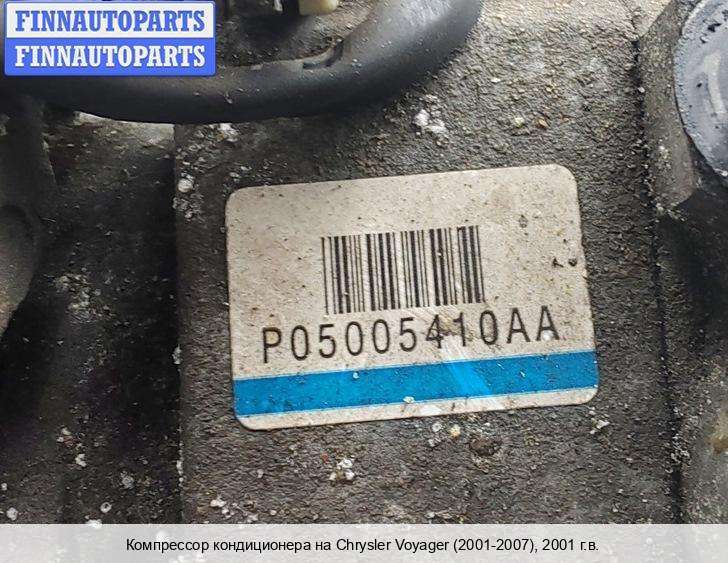 FINNAUTOPARTS
FINNAUTOPARTS
P05005410AA
Компрессор кондиционера на Chrysler Voyager (2001-2007), 2001 г.в.